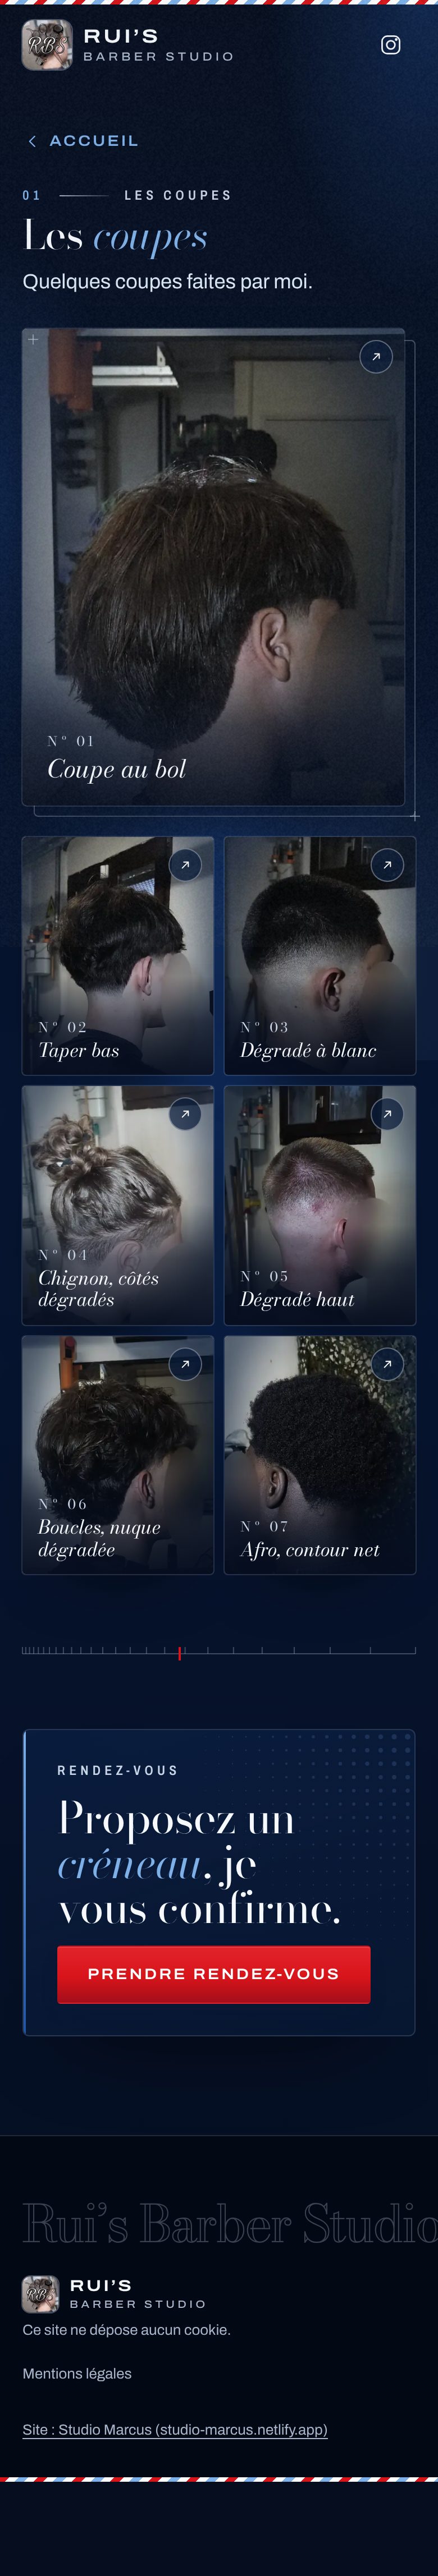 RUI’S
BARBER STUDIO
ACCUEIL
01 LES COUPES
Les coupes
Quelques coupes faites par moi.
N° 01
Coupe au bol
N° 02
Taper bas
N° 03
Dégradé à blanc
N° 04
Chignon, côtés
dégradés
N° 05
Dégradé haut
N° 06
Boucles, nuque
dégradée
N° 07
Afro, contour net
RENDEZ-VOUS
Proposez un
créneau, je
vous confirme.
PRENDRE RENDEZ-VOUS
Rui’s Barber Studio
RUI’S
BARBER STUDIO
Ce site ne dépose aucun cookie.
Mentions légales
Site : Studio Marcus (studio-marcus.netlify.app)